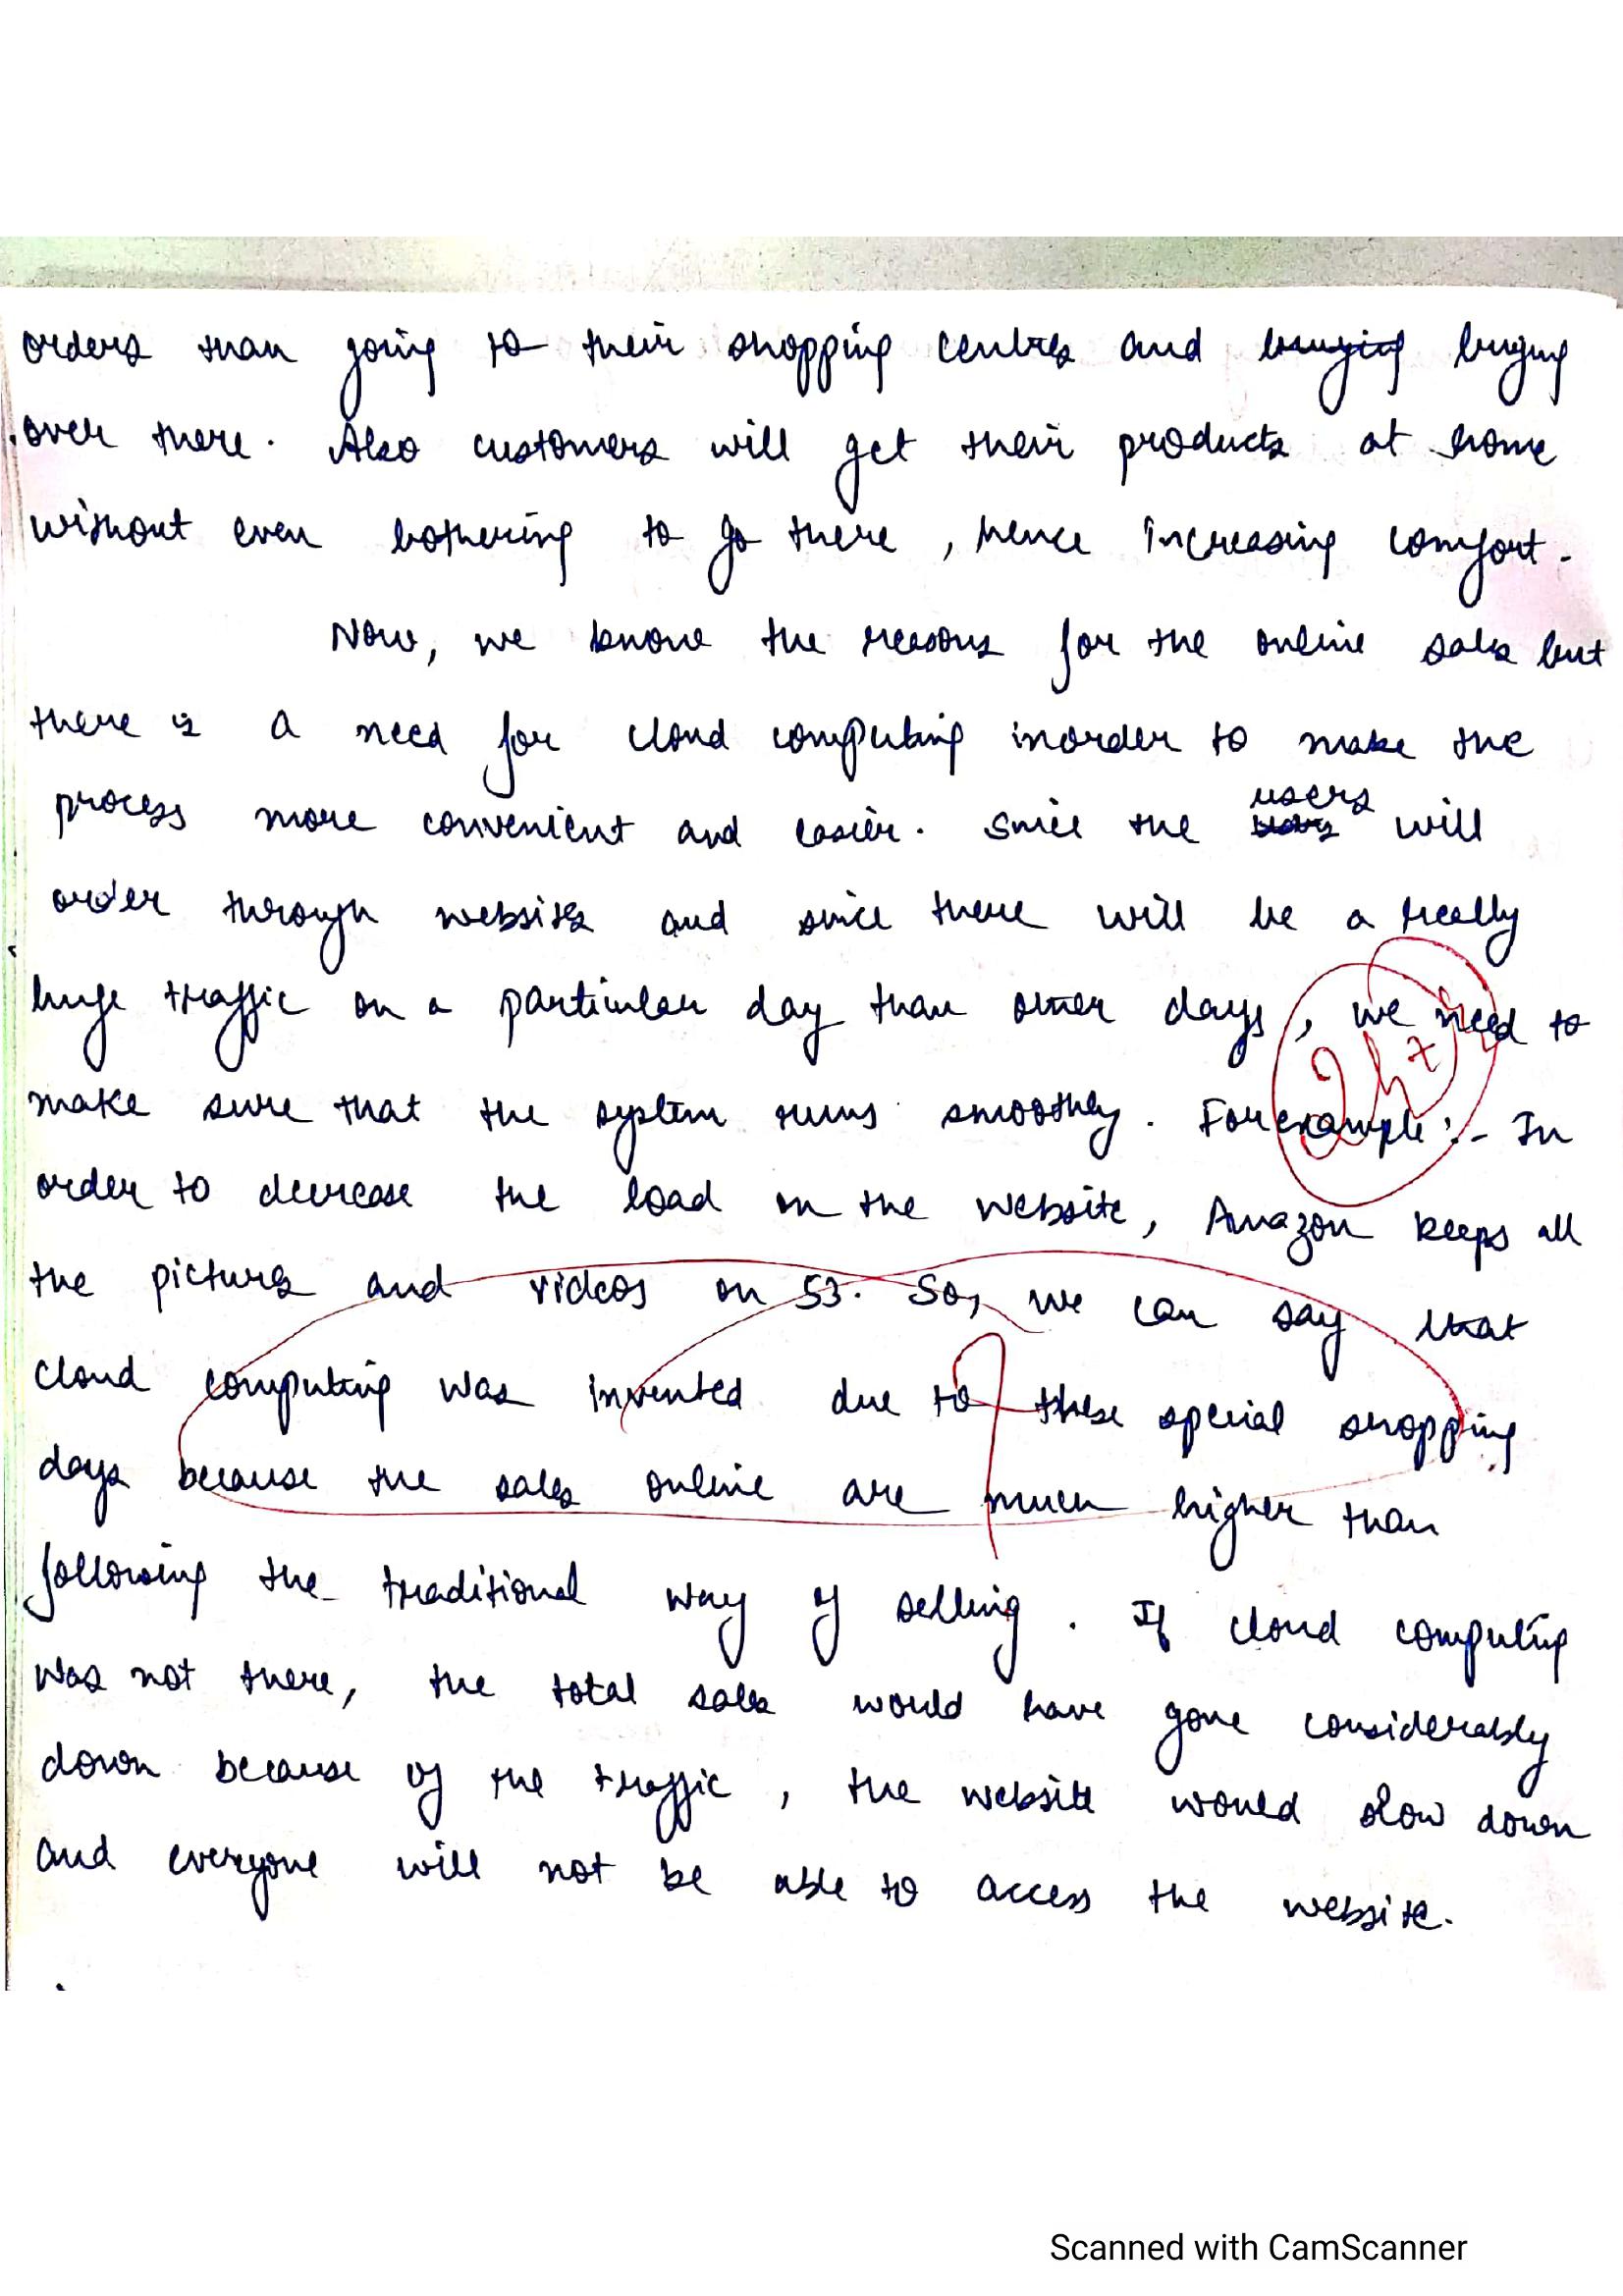 orders than going to their shopping centres and buying buying
over there. Also customers will get their products at home
without even bothering to go there, hence increasing comfort.
Now, we know the reasons for the online sales but
there is a need for cloud computing inorder to make the
process more convenient and easier. Since the users will
order through websites and since there will be a really
huge traffic on a particular day than other days, we need to
make sure that the system runs smoothly. For example :- In
order to decrease the load on the website, Amazon keeps all
the pictures and videos on S3. So, we can say that
cloud computing was invented due to these special shopping
days because the sales online are much higher than
following the traditional way of selling. If cloud computing
was not there, the total sales would have gone considerably
down because of the traffic, the website would slow down
and everyone will not be able to access the website.
Scanned with CamScanner